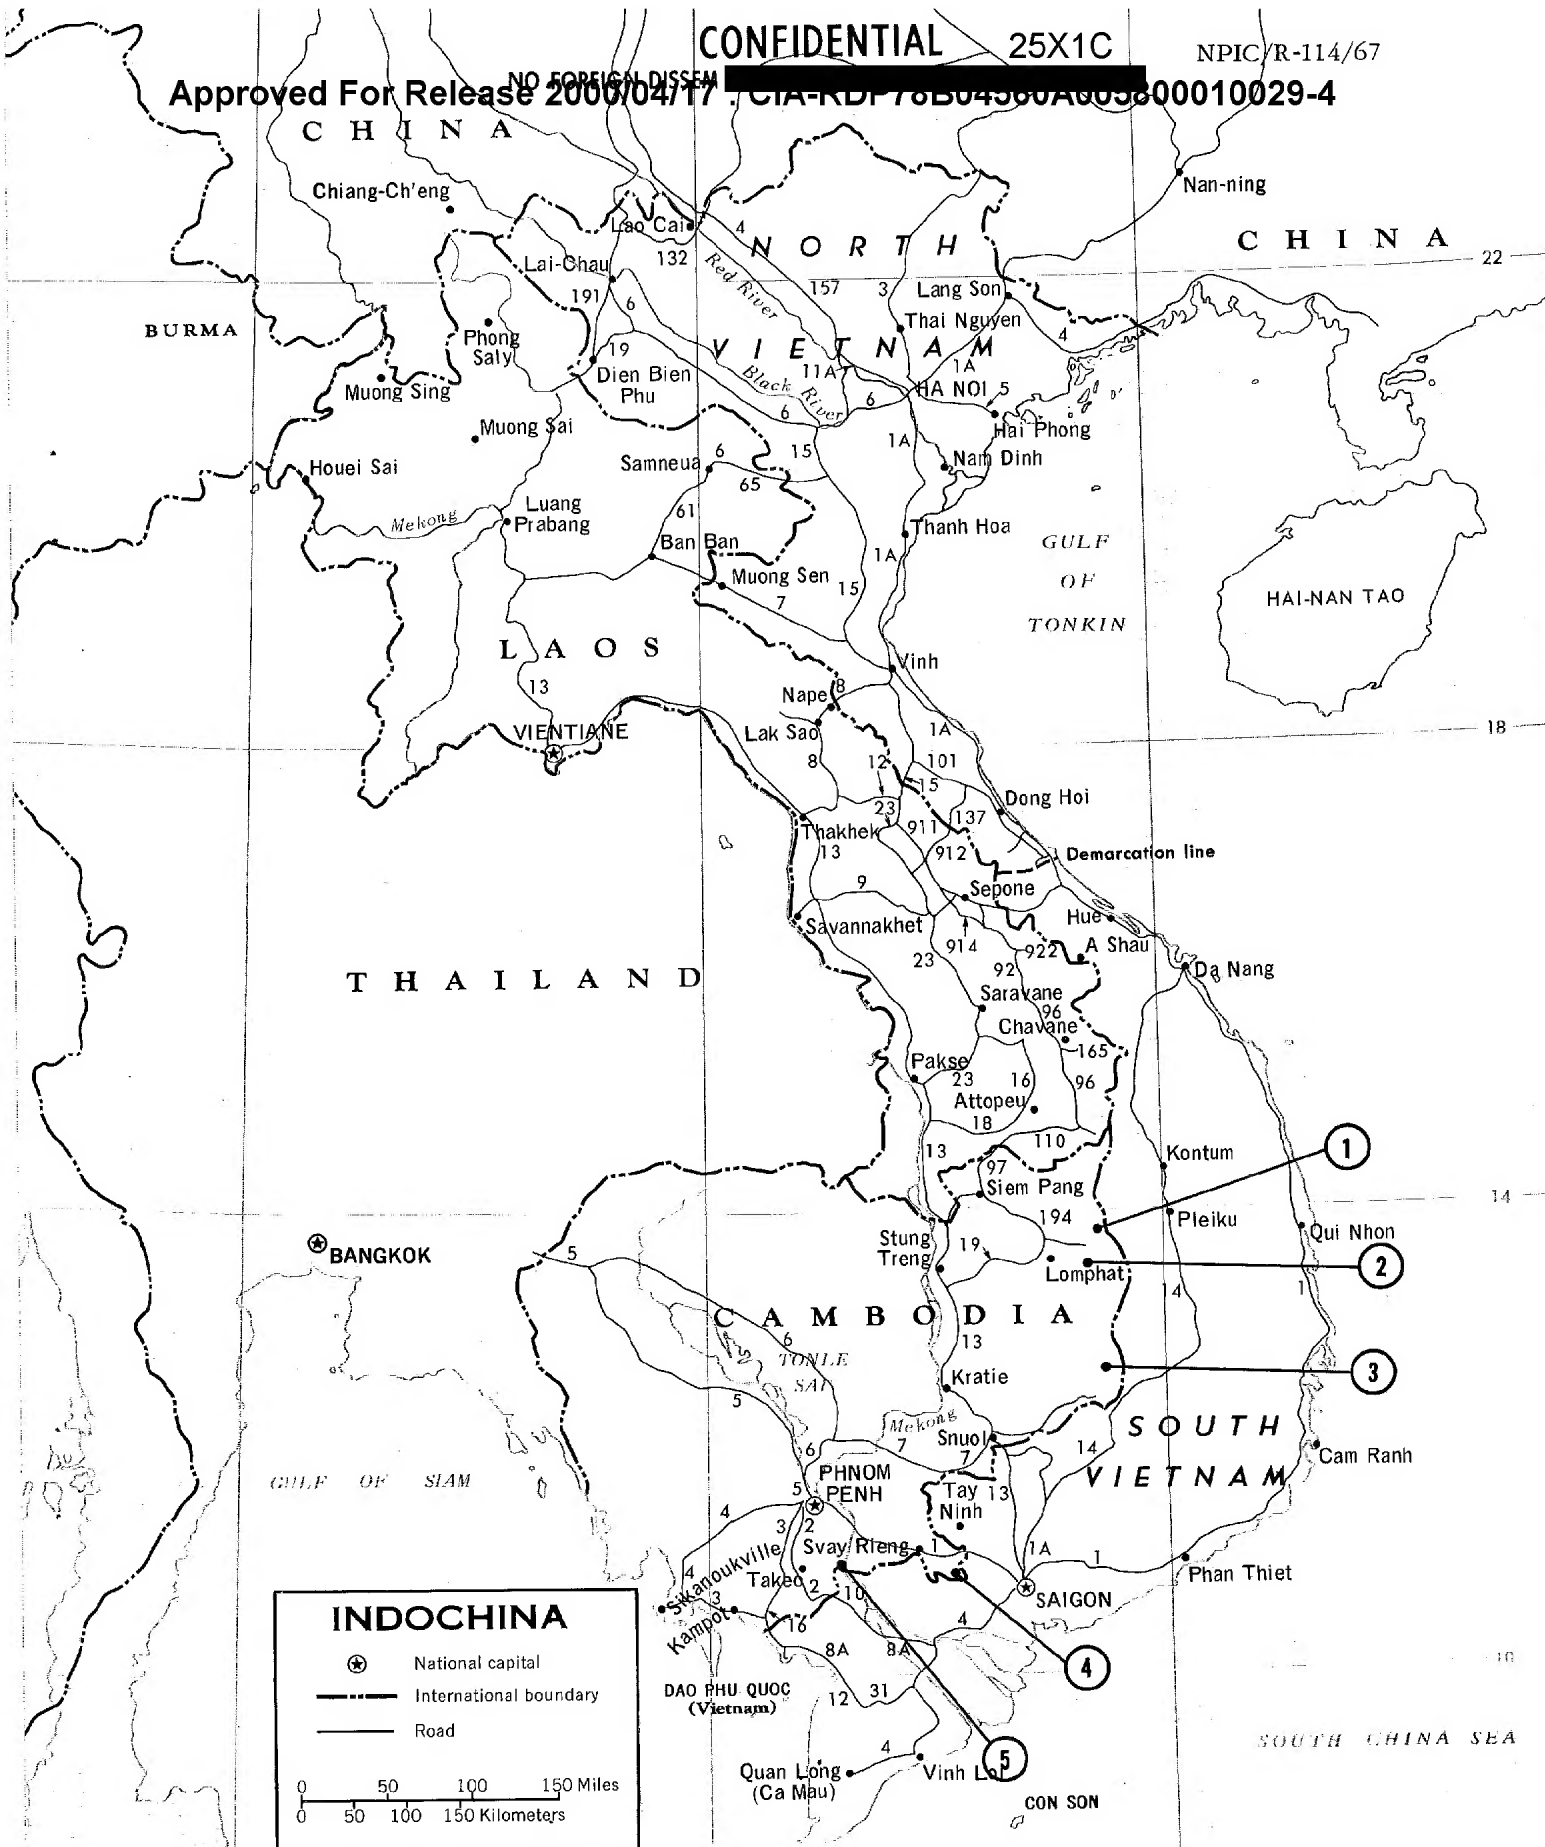 CONFIDENTIAL 25X1C NPIC/R-114/67
NO FOREIGN DISSEM
Approved For Release 2000/04/17 : CIA-RDP78B04560A005800010029-4
CHINA
Chiang-Ch'eng
Nan-ning
Lao Cai
4
NORTH
CHINA
132
Red River
22
Lai-Chau
191
6
157
3
Lang Son
BURMA
Phong
Saly
Thai Nguyen
4
19
VIETNAM
11A
1A
Muong Sing
Dien Bien
Phu
Black River
6
6
HA NOI
5
Muong Sai
Hai Phong
15
1A
Houei Sai
Samneua
6
65
Nam Dinh
Mekong
Luang
Prabang
61
Thanh Hoa
Ban Ban
1A
GULF
OF
TONKIN
Muong Sen
7
15
HAI-NAN TAO
LAOS
Vinh
13
Nape
8
VIENTIANE
Lak Sao
1A
18
8
12
101
15
Dong Hoi
23
Thakhek
911
137
13
912
Demarcation line
9
Sepone
Savannakhet
Hue
914
922
A Shau
23
92
Da Nang
THAILAND
Saravane
96
Chavane
165
Pakse
23
16
96
Attopeu
18
110
1
13
97
Kontum
Siem Pang
14
194
Pleiku
Stung
Treng
19
Qui Nhon
BANGKOK
5
Lomphat
2
14
1
CAMBODIA
6
13
TONLE
SAP
3
5
Kratie
Mekong
SOUTH
VIETNAM
Snuol
7
14
6
7
Cam Ranh
GULF OF SIAM
PHNOM
PENH
5
Tay
Ninh
13
4
3
2
Svay Rieng
1
1A
1
Phan Thiet
Sikanoukville
Takeo
4
3
2
10
SAIGON
Kampot
16
4
8A
8A
4
10
DAO PHU QUOC
(Vietnam)
12
31
SOUTH CHINA SEA
4
5
Quan Long
(Ca Mau)
Vinh Loi
CON SON
INDOCHINA
National capital
International boundary
Road
0 50 100 150 Miles
0 50 100 150 Kilometers